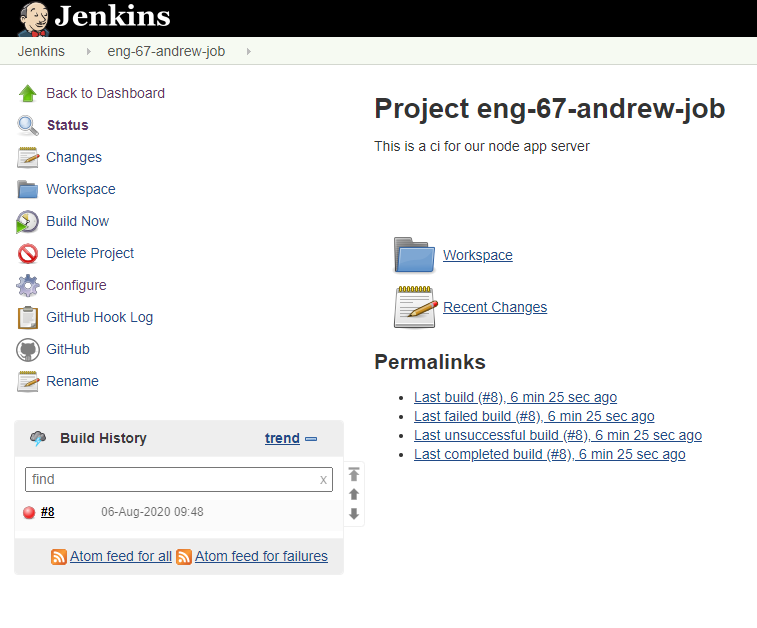 Jenkins
Jenkins eng-67-andrew-job
Back to Dashboard
Status
Changes
Workspace
Build Now
Delete Project
Configure
GitHub Hook Log
GitHub
Rename
Build History trend
find x
#8 06-Aug-2020 09:48
Atom feed for all Atom feed for failures
Project eng-67-andrew-job
This is a ci for our node app server
Workspace
Recent Changes
Permalinks
Last build (#8), 6 min 25 sec ago
Last failed build (#8), 6 min 25 sec ago
Last unsuccessful build (#8), 6 min 25 sec ago
Last completed build (#8), 6 min 25 sec ago